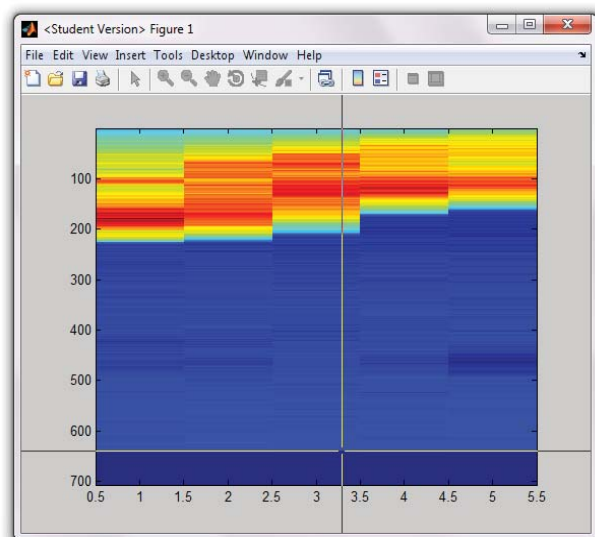 <Student Version> Figure 1
File Edit View Insert Tools Desktop Window Help
100
200
300
400
500
600
700
0.5 1 1.5 2 2.5 3 3.5 4 4.5 5 5.5